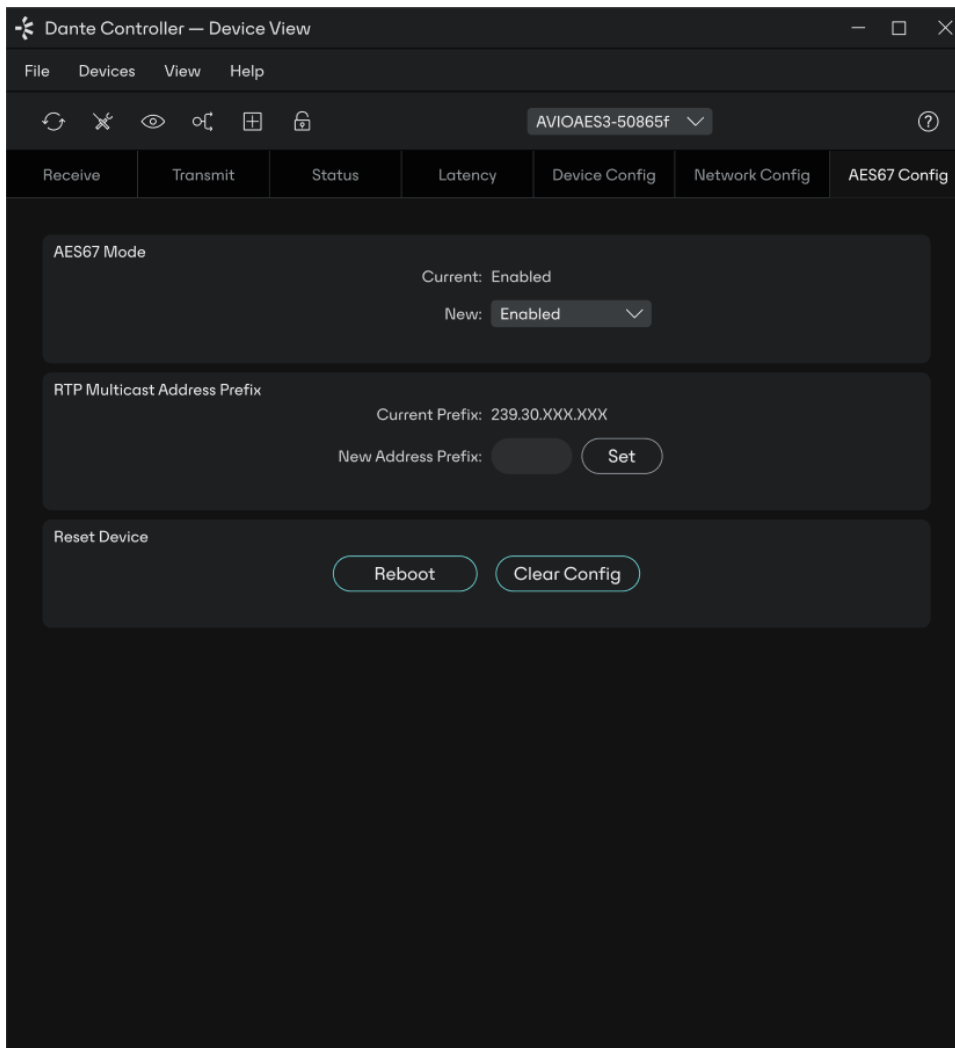 Dante Controller — Device View
File Devices View Help
AVIOAES3-50865f
Receive Transmit Status Latency Device Config Network Config AES67 Config
AES67 Mode
Current: Enabled
New: Enabled
RTP Multicast Address Prefix
Current Prefix: 239.30.XXX.XXX
New Address Prefix: Set
Reset Device
Reboot Clear Config